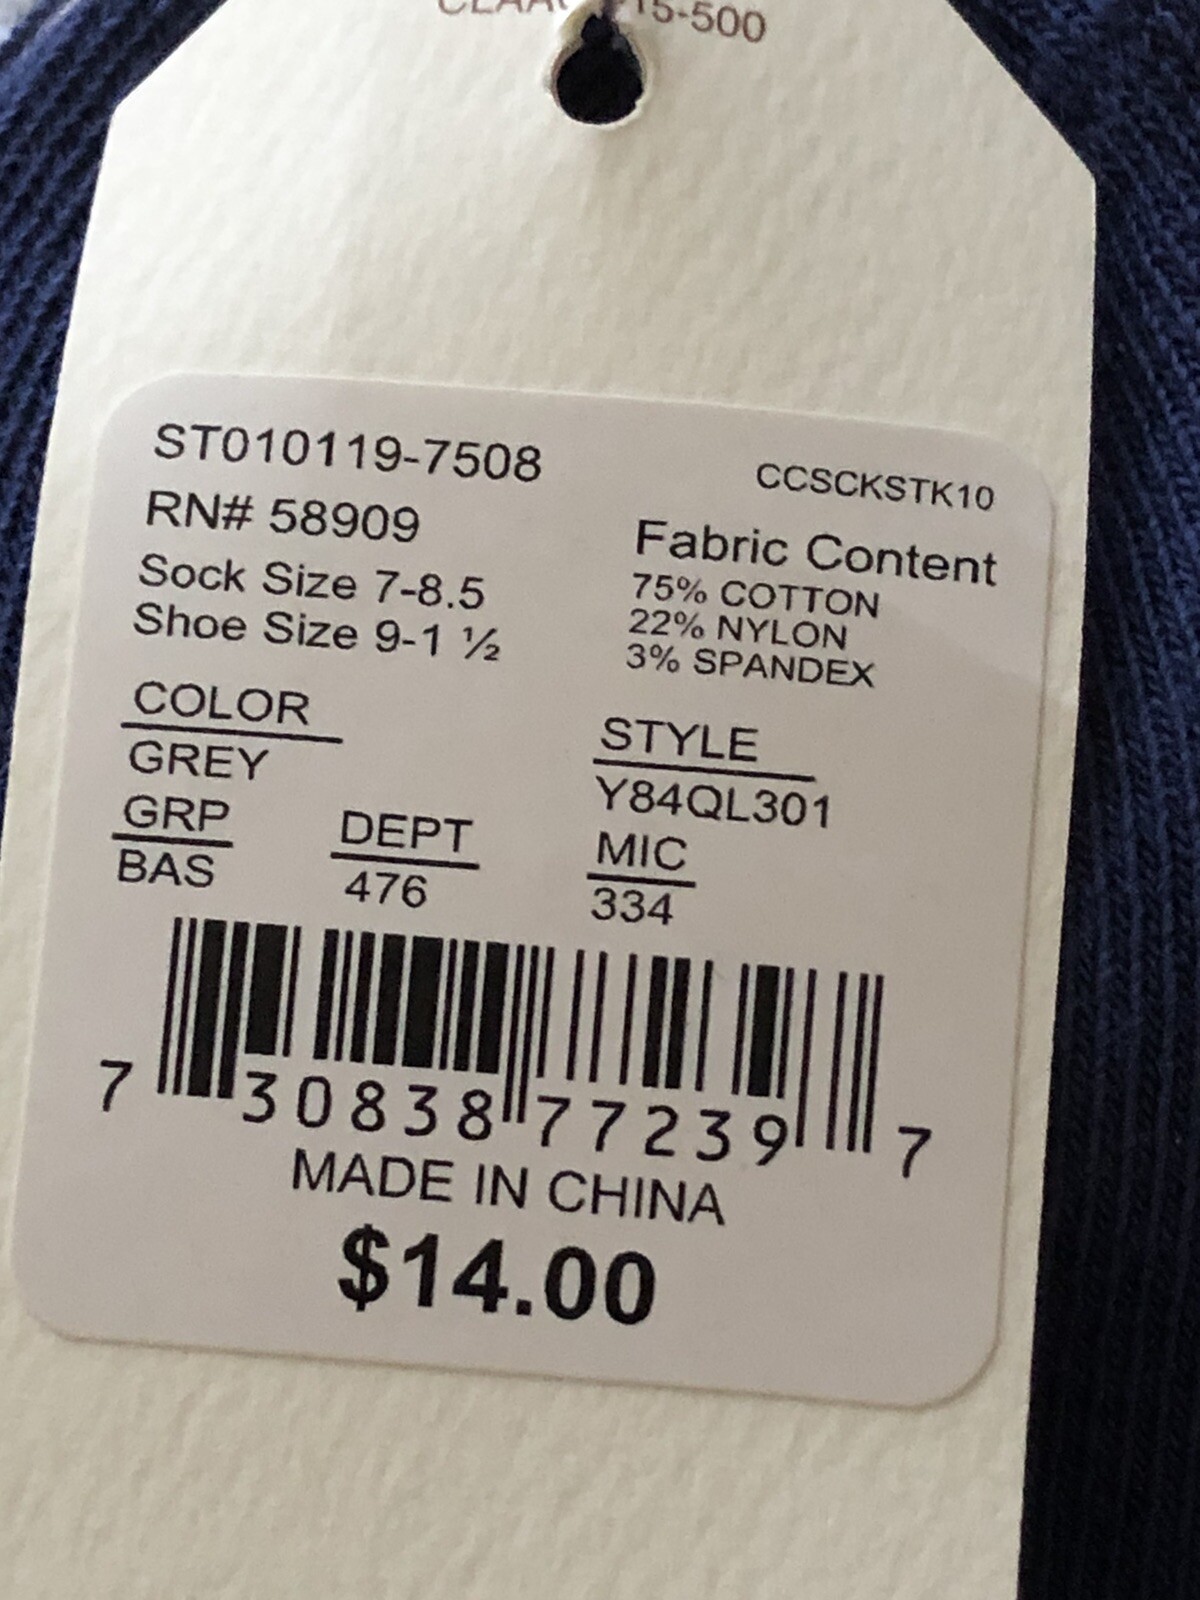 15-500
ST010119-7508
CCSCKSTK10
RN# 58909
Sock Size 7-8.5
Shoe Size 9-1 ½
Fabric Content
75% COTTON
22% NYLON
3% SPANDEX
COLOR
GREY
STYLE
Y84QL301
GRP
BAS
DEPT
476
MIC
334
7 30838 77239 7
MADE IN CHINA
$14.00